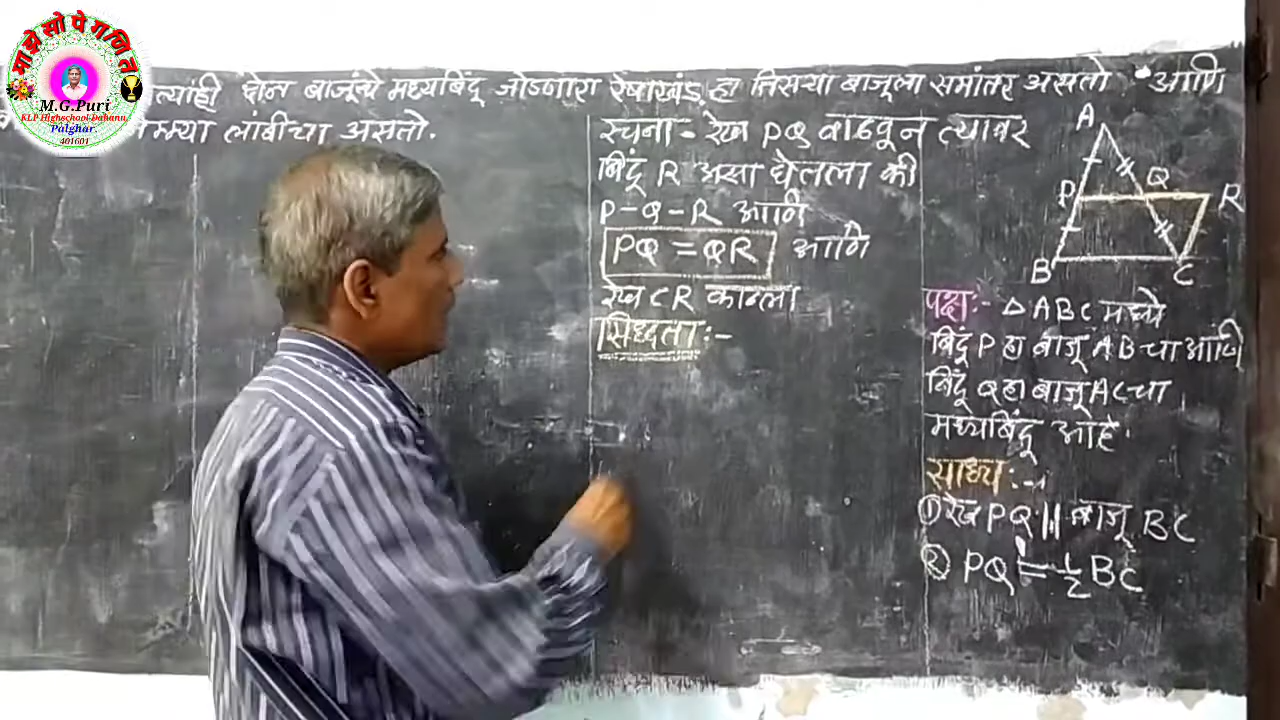 माझे सोपे गणित
M.G.Puri
KLP Highschool Dahanu,
Palghar
401601
त्यांही दोन बाजूंचे मध्यबिंदू जोडणारा रेषाखंड हा तिसऱ्या बाजूला समांतर असतो आणि
लांबीचा असतो.
रचना - रेख PQ वाढवून त्यावर
बिंदू R असा घेतला की
P-Q-R आणि
PQ = QR आणि
रेख CR काढला
सिध्दता:-
A
P
Q
R
B
C
पक्ष:- △ABC मध्ये
बिंदू P हा बाजू AB चा आणि
बिंदू Q हा बाजू AC चा
मध्यबिंदू आहे.
साध्य:-
① रेख PQ || बाजू BC
② PQ = 1/2 BC